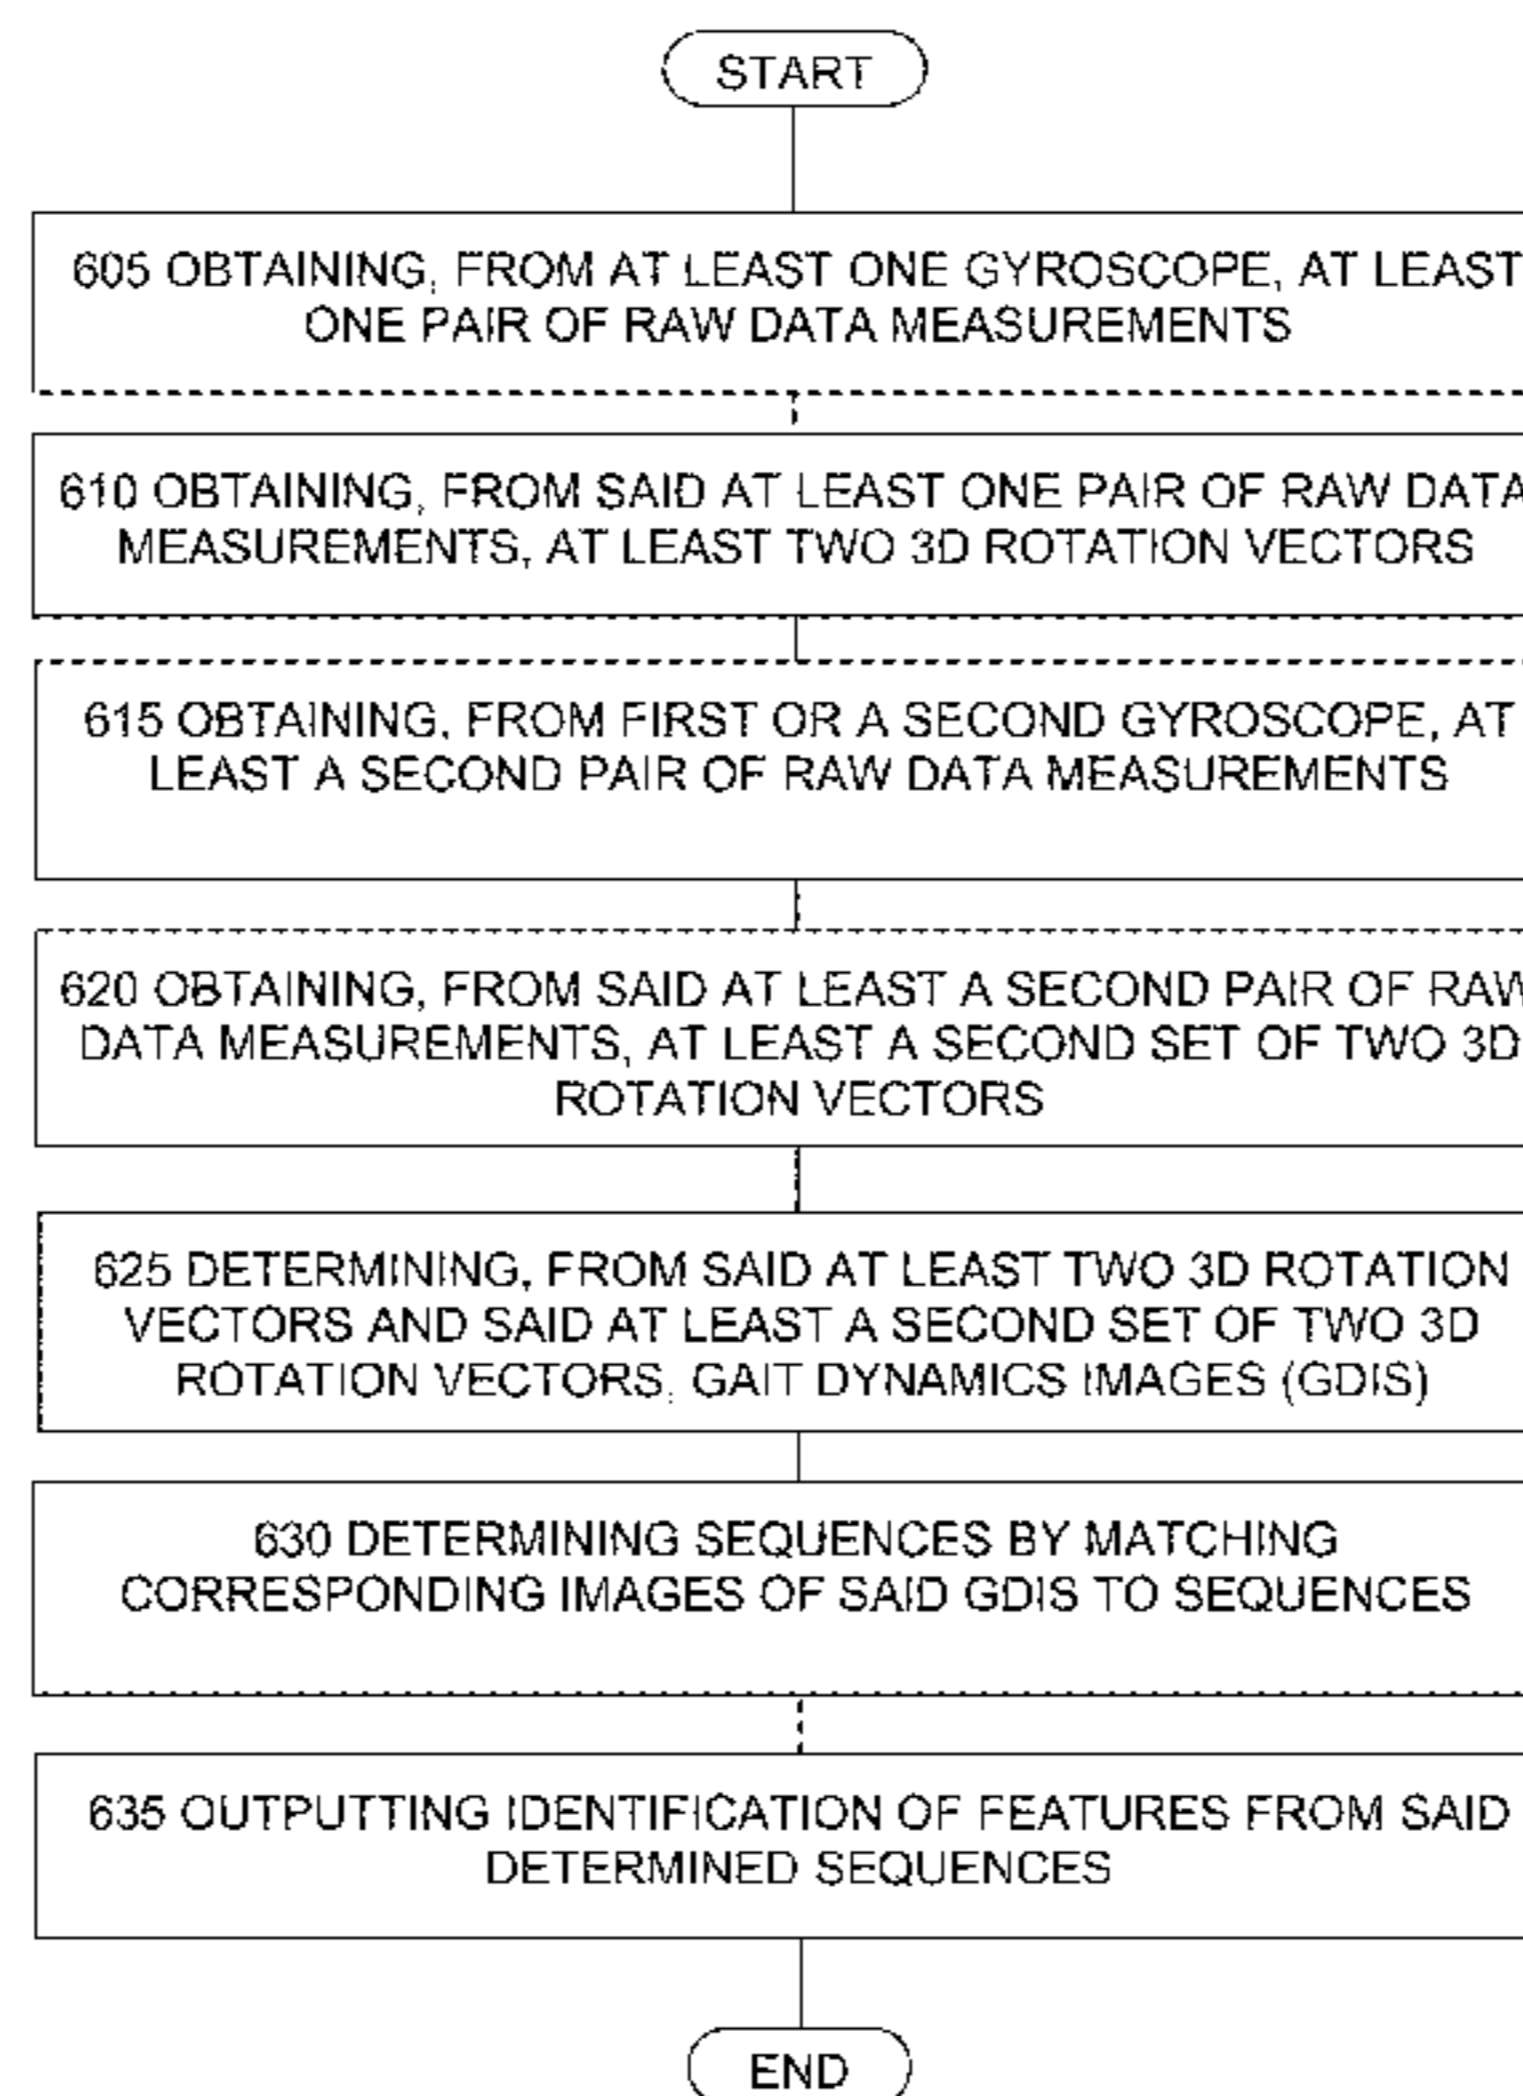 START
605 OBTAINING, FROM AT LEAST ONE GYROSCOPE, AT LEAST
ONE PAIR OF RAW DATA MEASUREMENTS
610 OBTAINING, FROM SAID AT LEAST ONE PAIR OF RAW DATA
MEASUREMENTS, AT LEAST TWO 3D ROTATION VECTORS
615 OBTAINING, FROM FIRST OR A SECOND GYROSCOPE, AT
LEAST A SECOND PAIR OF RAW DATA MEASUREMENTS
620 OBTAINING, FROM SAID AT LEAST A SECOND PAIR OF RAW
DATA MEASUREMENTS, AT LEAST A SECOND SET OF TWO 3D
ROTATION VECTORS
625 DETERMINING, FROM SAID AT LEAST TWO 3D ROTATION
VECTORS AND SAID AT LEAST A SECOND SET OF TWO 3D
ROTATION VECTORS, GAIT DYNAMICS IMAGES (GDIS)
630 DETERMINING SEQUENCES BY MATCHING
CORRESPONDING IMAGES OF SAID GDIS TO SEQUENCES
635 OUTPUTTING IDENTIFICATION OF FEATURES FROM SAID
DETERMINED SEQUENCES
END